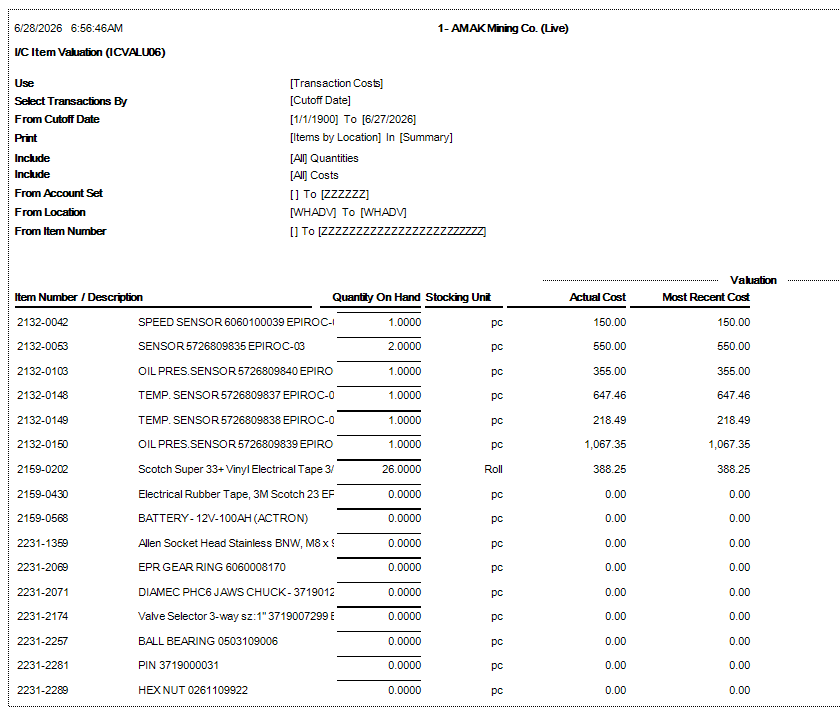 6/28/2026 6:56:46AM 1- AMAK Mining Co. (Live)
I/C Item Valuation (ICVALU06)
Use [Transaction Costs]
Select Transactions By [Cutoff Date]
From Cutoff Date [1/1/1900] To [6/27/2026]
Print [Items by Location] In [Summary]
Include [All] Quantities
Include [All] Costs
From Account Set [ ] To [ZZZZZZ]
From Location [WHADV] To [WHADV]
From Item Number [ ] To [ZZZZZZZZZZZZZZZZZZZZZZZZ]
Valuation
Item Number / Description Quantity On Hand Stocking Unit Actual Cost Most Recent Cost
2132-0042 SPEED SENSOR 6060100039 EPIROC- 1.0000 pc 150.00 150.00
2132-0053 SENSOR 5726809835 EPIROC-03 2.0000 pc 550.00 550.00
2132-0103 OIL PRES.SENSOR 5726809840 EPIRO 1.0000 pc 355.00 355.00
2132-0148 TEMP. SENSOR 5726809837 EPIROC-0 1.0000 pc 647.46 647.46
2132-0149 TEMP. SENSOR 5726809838 EPIROC-0 1.0000 pc 218.49 218.49
2132-0150 OIL PRES.SENSOR 5726809839 EPIRO 1.0000 pc 1,067.35 1,067.35
2159-0202 Scotch Super 33+ Vinyl Electrical Tape 3/ 26.0000 Roll 388.25 388.25
2159-0430 Electrical Rubber Tape, 3M Scotch 23 EF 0.0000 pc 0.00 0.00
2159-0568 BATTERY - 12V-100AH (ACTRON) 0.0000 pc 0.00 0.00
2231-1359 Allen Socket Head Stainless BNW, M8 x 9 0.0000 pc 0.00 0.00
2231-2069 EPR GEAR RING 6060008170 0.0000 pc 0.00 0.00
2231-2071 DIAMEC PHC6 JAWS CHUCK - 3719012 0.0000 pc 0.00 0.00
2231-2174 Valve Selector 3-way sz:1" 3719007299 E 0.0000 pc 0.00 0.00
2231-2257 BALL BEARING 0503109006 0.0000 pc 0.00 0.00
2231-2281 PIN 3719000031 0.0000 pc 0.00 0.00
2231-2289 HEX NUT 0261109922 0.0000 pc 0.00 0.00